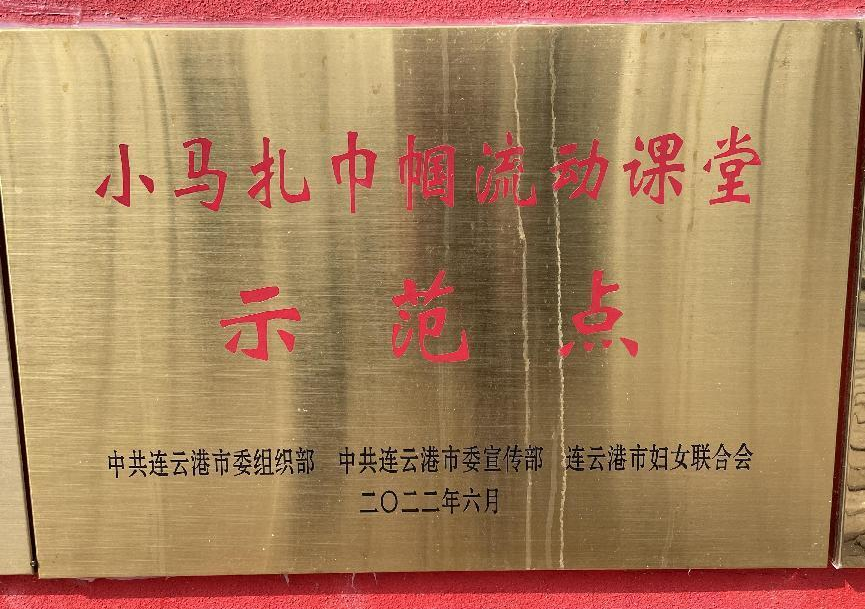 小马扎巾帼流动课堂
示范点
中共连云港市委组织部 中共连云港市委宣传部 连云港市妇女联合会
二〇二二年六月